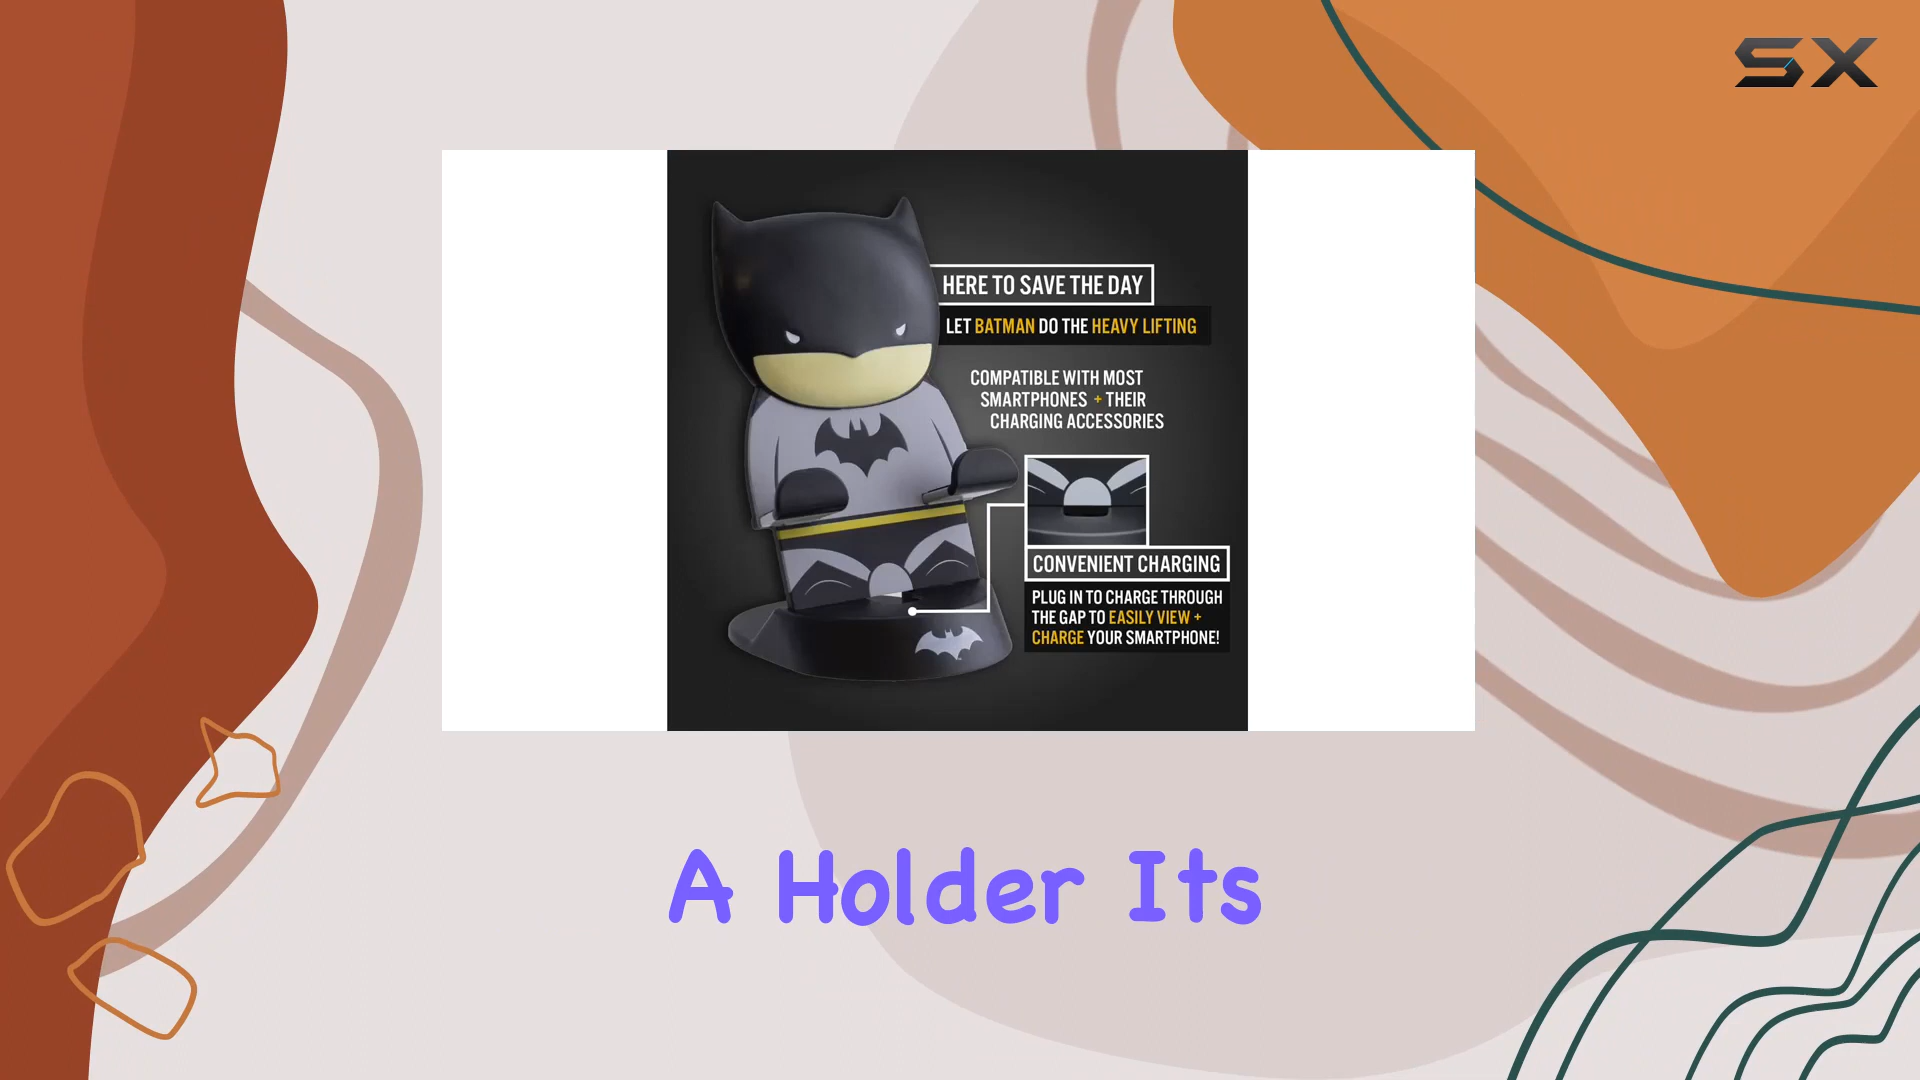 SX
HERE TO SAVE THE DAY
LET BATMAN DO THE HEAVY LIFTING
COMPATIBLE WITH MOST
SMARTPHONES + THEIR
CHARGING ACCESSORIES
CONVENIENT CHARGING
PLUG IN TO CHARGE THROUGH
THE GAP TO EASILY VIEW +
CHARGE YOUR SMARTPHONE!
A Holder Its